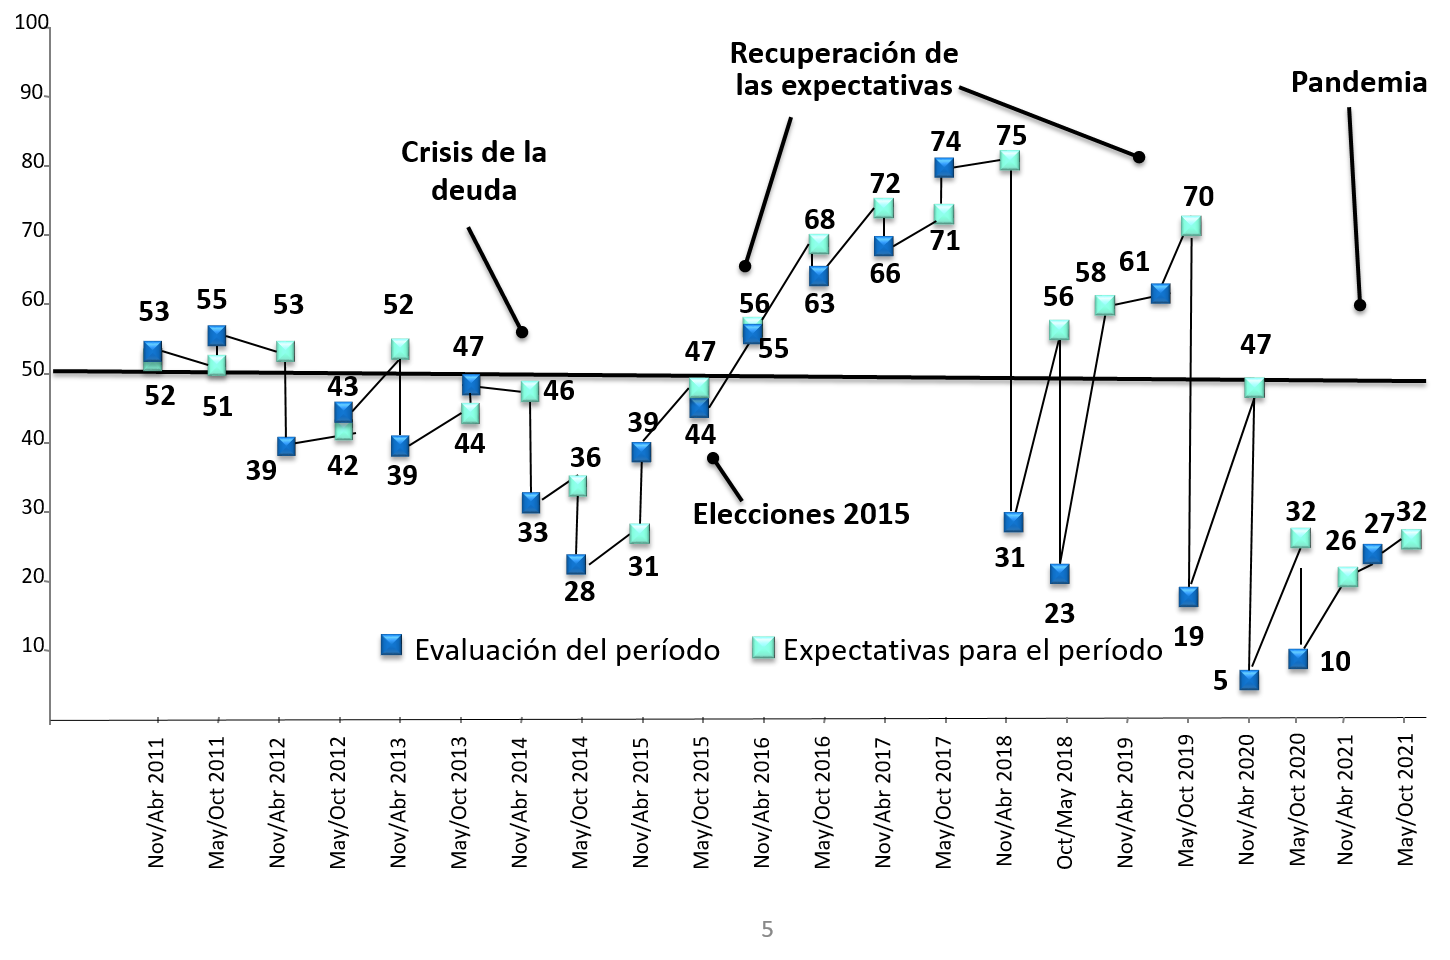 100
90
80
70
60
50
40
30
20
10
Recuperación de
las expectativas
Pandemia
Crisis de la
deuda
Elecciones 2015
53
52
55
51
53
39
43
42
52
39
47
44
46
33
36
28
39
31
47
44
56
55
68
63
72
66
74
71
75
31
56
23
58
61
70
19
47
5
32
10
26
27
32
Evaluación del período
Expectativas para el período
Nov/Abr 2011
May/Oct 2011
Nov/Abr 2012
May/Oct 2012
Nov/Abr 2013
May/Oct 2013
Nov/Abr 2014
May/Oct 2014
Nov/Abr 2015
May/Oct 2015
Nov/Abr 2016
May/Oct 2016
Nov/Abr 2017
May/Oct 2017
Nov/Abr 2018
Oct/May 2018
Nov/Abr 2019
May/Oct 2019
Nov/Abr 2020
May/Oct 2020
Nov/Abr 2021
May/Oct 2021
5